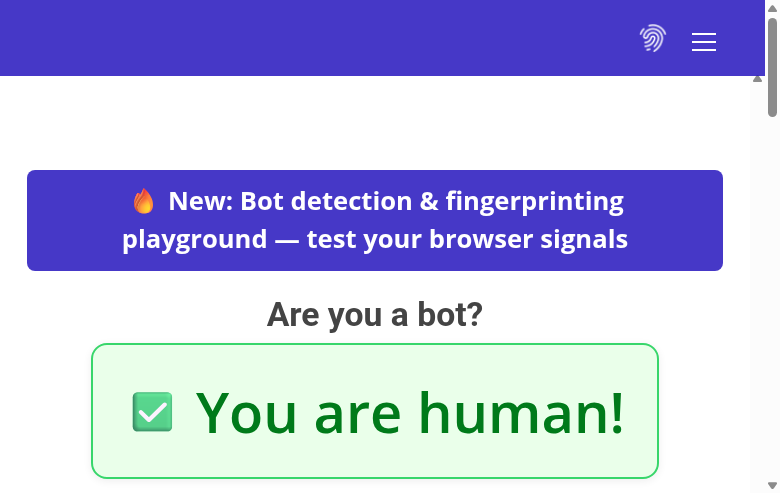 🔥 New: Bot detection & fingerprinting
playground — test your browser signals
Are you a bot?
✅ You are human!